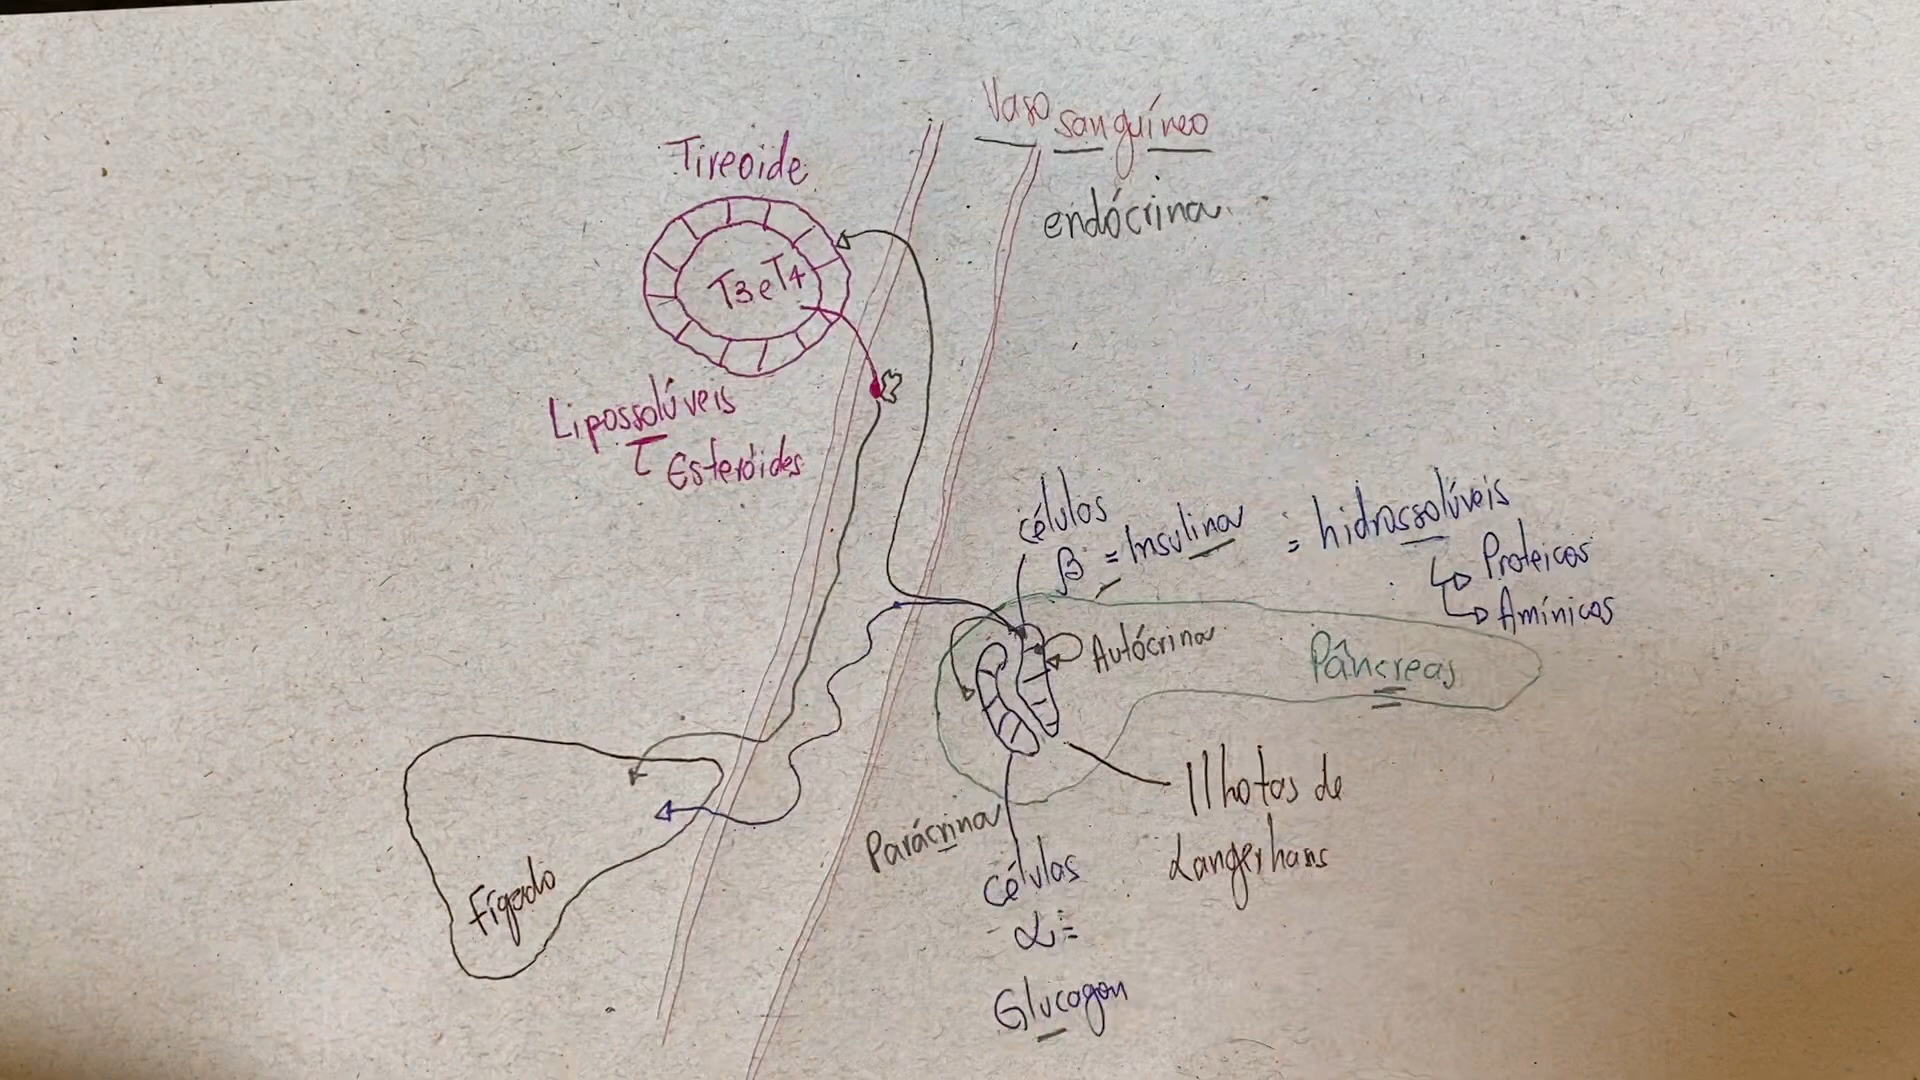 Vaso sanguíneo
endócrina
Tireoide
T3 e T4
Lipossolúveis
Esteróides
células
β = Insulina = hidrossolúveis
Proteicos
Amínicos
Autócrina
Pâncreas
Ilhotas de
Langerhans
Parácrina
células
α =
Glucagon
Fígado